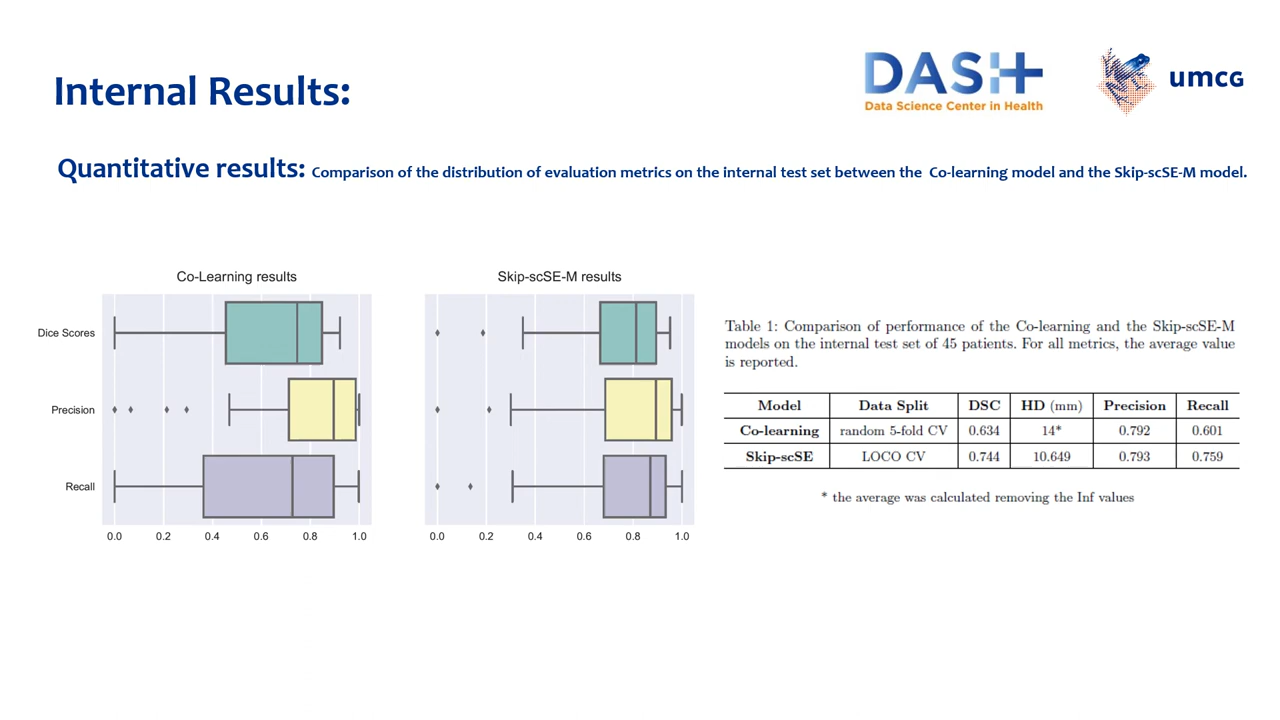 Internal Results:
DASH
Data Science Center in Health
umcg
Quantitative results: Comparison of the distribution of evaluation metrics on the internal test set between the Co-learning model and the Skip-scSE-M model.
Co-Learning results
Skip-scSE-M results
Dice Scores
Precision
Recall
0.0 0.2 0.4 0.6 0.8 1.0
0.0 0.2 0.4 0.6 0.8 1.0
Table 1: Comparison of performance of the Co-learning and the Skip-scSE-M
models on the internal test set of 45 patients. For all metrics, the average value
is reported.
Model Data Split DSC HD (mm) Precision Recall
Co-learning random 5-fold CV 0.634 14* 0.792 0.601
Skip-scSE LOCO CV 0.744 10.649 0.793 0.759
* the average was calculated removing the Inf values